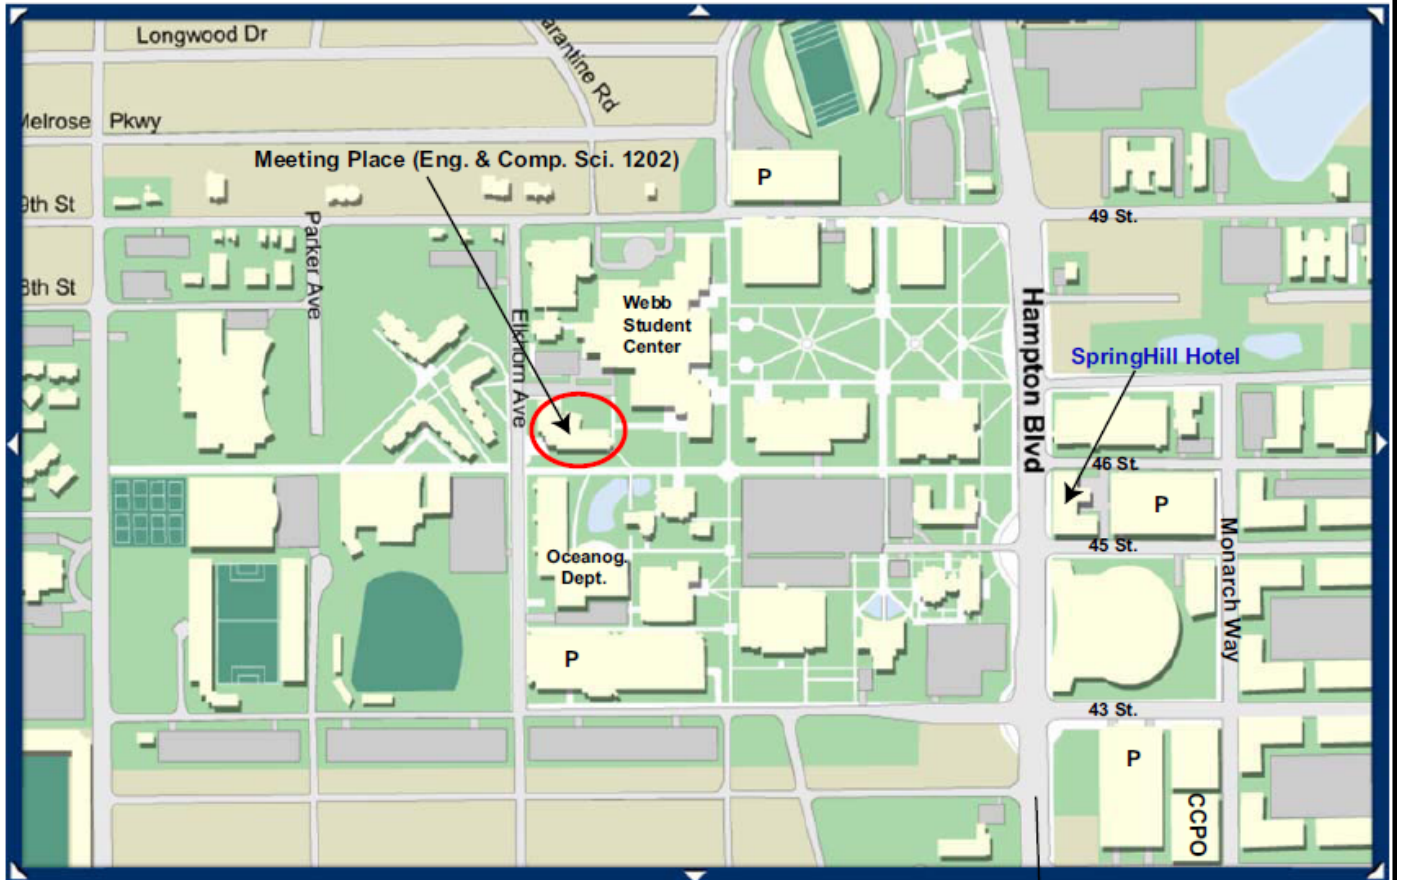 Longwood Dr
arantine Rd
Melrose Pkwy
Meeting Place (Eng. & Comp. Sci. 1202)
P
9th St
49 St.
Parker Ave
8th St
Elkhorn Ave
Webb
Student
Center
Hampton Blvd
SpringHill Hotel
46 St.
P
45 St.
Monarch Way
Oceanog.
Dept.
P
43 St.
P
CCPO